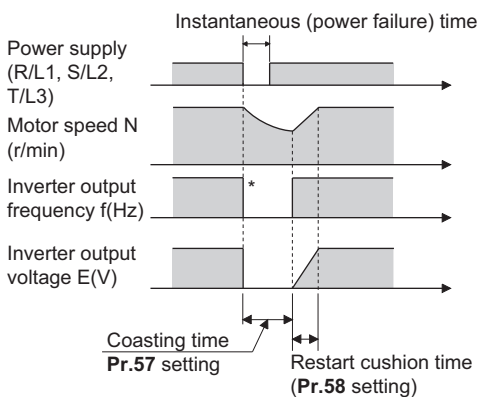 Instantaneous (power failure) time
Power supply
(R/L1, S/L2,
T/L3)
Motor speed N
(r/min)
Inverter output
frequency f(Hz)
*
Inverter output
voltage E(V)
Coasting time
Pr.57 setting
Restart cushion time
(Pr.58 setting)